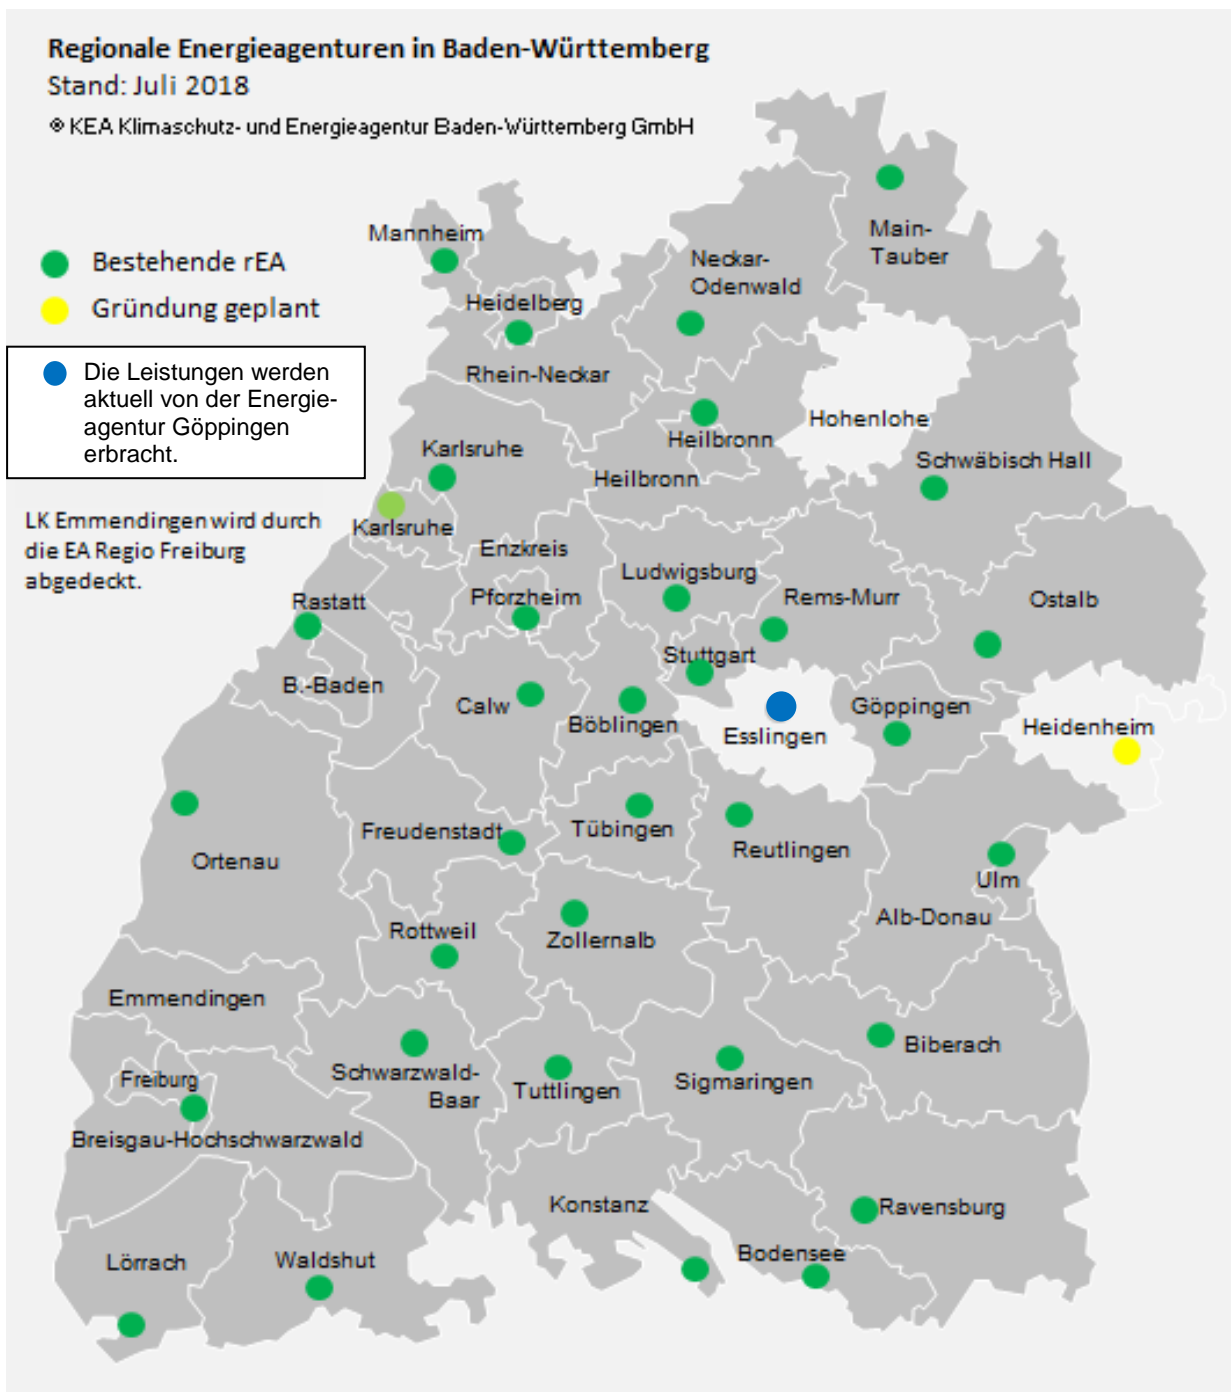 Regionale Energieagenturen in Baden-Württemberg
Stand: Juli 2018
© KEA Klimaschutz- und Energieagentur Baden-Württemberg GmbH
Bestehende rEA
Gründung geplant
Die Leistungen werden
aktuell von der Energie-
agentur Göppingen
erbracht.
LK Emmendingen wird durch
die EA Regio Freiburg
abgedeckt.
Main-
Tauber
Mannheim
Neckar-
Odenwald
Heidelberg
Rhein-Neckar
Hohenlohe
Heilbronn
Karlsruhe
Schwäbisch Hall
Heilbronn
Karlsruhe
Enzkreis
Ludwigsburg
Pforzheim
Rems-Murr
Ostalb
Rastatt
Stuttgart
B.-Baden
Calw
Böblingen
Esslingen
Göppingen
Heidenheim
Freudenstadt
Tübingen
Reutlingen
Ortenau
Ulm
Alb-Donau
Rottweil
Zollernalb
Emmendingen
Biberach
Freiburg
Schwarzwald-
Baar
Tuttlingen
Sigmaringen
Breisgau-Hochschwarzwald
Konstanz
Ravensburg
Bodensee
Lörrach
Waldshut